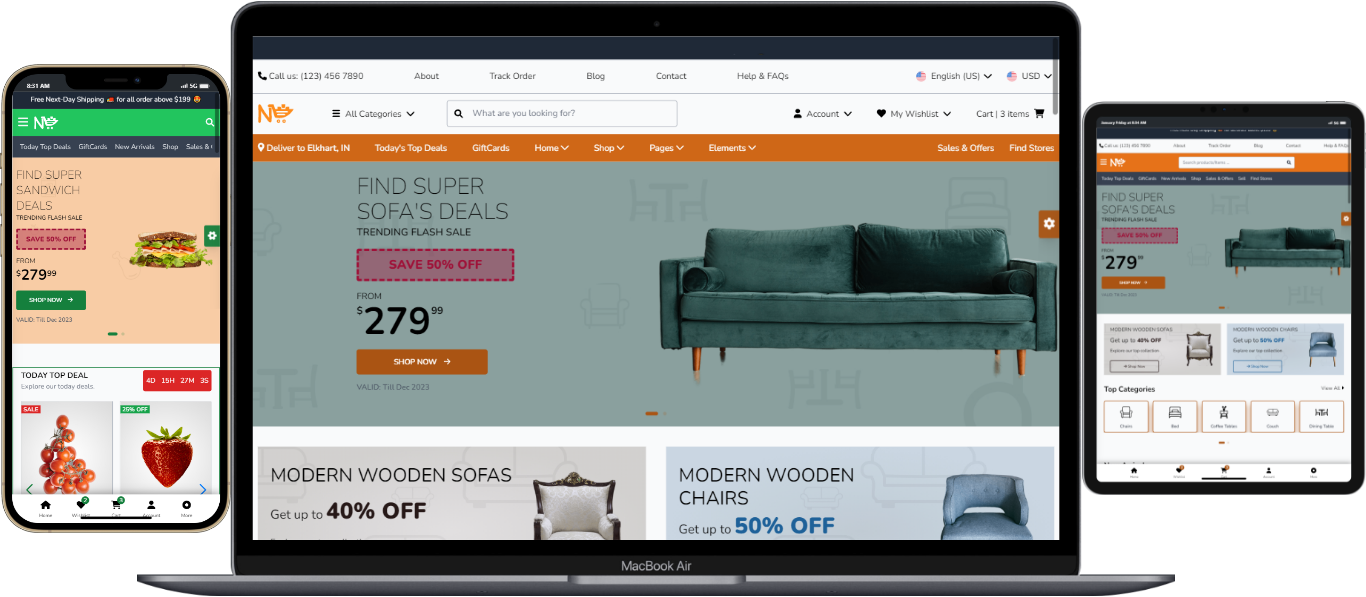 8:31 AM
5G
Free Next-Day Shipping for all order above $199
N
Today Top Deals GiftCards New Arrivals Shop Sales &
FIND SUPER
SANDWICH
DEALS
TRENDING FLASH SALE
SAVE 50% OFF
FROM
$279.99
SHOP NOW
VALID: Till Dec 2023
TODAY TOP DEAL
Explore our today deals.
4D 15H 27M 3S
SALE
25% OFF
Home Wishlist Cart Account More
Call us: (123) 456 7890 About Track Order Blog Contact Help & FAQs English (US) USD
N
All Categories What are you looking for? Account My Wishlist Cart | 3 items
Deliver to Elkhart, IN Today's Top Deals GiftCards Home Shop Pages Elements Sales & Offers Find Stores
FIND SUPER
SOFA'S DEALS
TRENDING FLASH SALE
SAVE 50% OFF
FROM
$279.99
SHOP NOW
VALID: Till Dec 2023
MODERN WOODEN SOFAS
Get up to 40% OFF
MODERN WOODEN
CHAIRS
Get up to 50% OFF
MacBook Air
Call us: (123) 456 7890 About Track Order Blog Contact Help & FAQs
N
Search products/items ...
Today Top Deals GiftCards New Arrivals Shop Sales & Offers Sell Find Stores
FIND SUPER
SOFA'S DEALS
TRENDING FLASH SALE
SAVE 50% OFF
FROM
$279.99
SHOP NOW
VALID: Till Dec 2023
MODERN WOODEN SOFAS
Get up to 40% OFF
Explore our top collection
Shop Now
MODERN WOODEN CHAIRS
Get up to 50% OFF
Explore our top collection
Shop Now
Top Categories
View All
Chairs Bed Coffee Tables Couch Dining Table